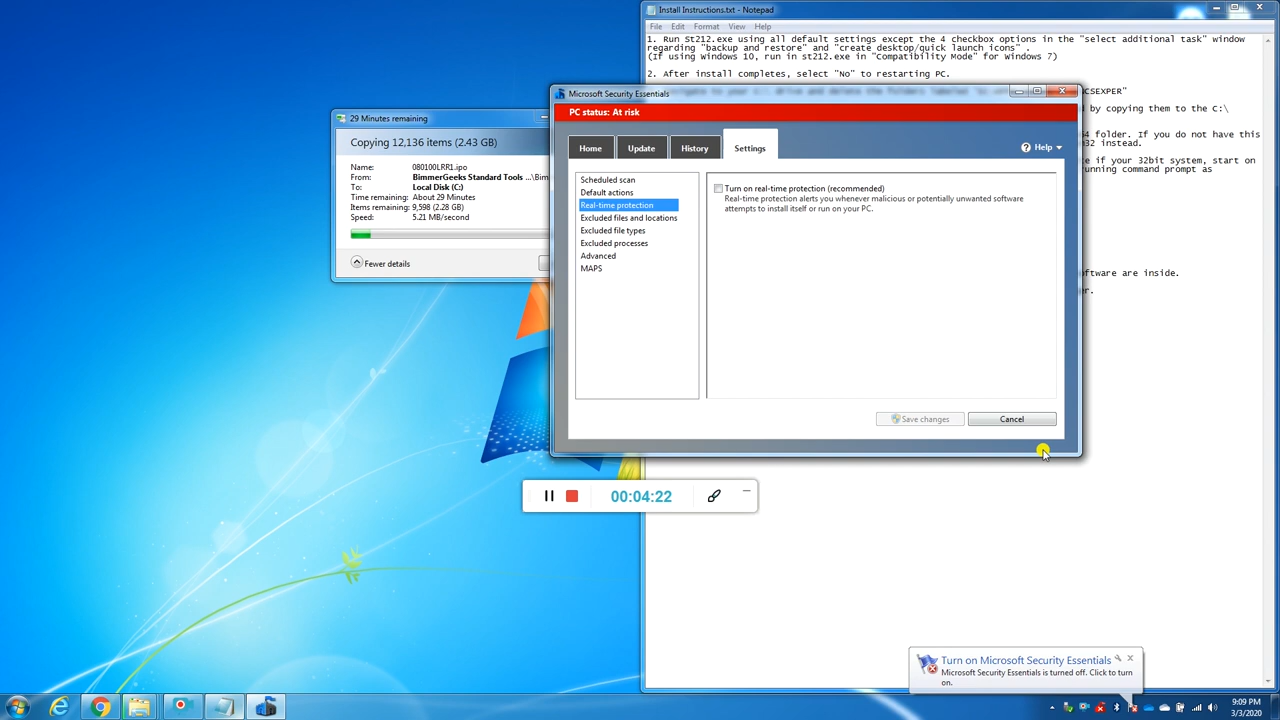 Install Instructions.txt - Notepad
File Edit Format View Help
1. Run St212.exe using all default settings except the 4 checkbox options in the "select additional task" window
regarding "backup and restore" and "create desktop/quick launch icons" .
(If using Windows 10, run in st212.exe in "Compatibility Mode" for Windows 7)
2. After install completes, select "No" to restarting PC.
NCSEXPER"
d by copying them to the C:\
64 folder. If you do not have this
m32 instead.
e if your 32bit system, start on
running command prompt as
oftware are inside.
er.
29 Minutes remaining
Copying 12,136 items (2.43 GB)
Name: 080100LRR1.ipo
From: BimmerGeeks Standard Tools ...\Bim
To: Local Disk (C:)
Time remaining: About 29 Minutes
Items remaining: 9,598 (2.28 GB)
Speed: 5.21 MB/second
Fewer details
Microsoft Security Essentials
PC status: At risk
Home Update History Settings
Help
Scheduled scan
Default actions
Real-time protection
Excluded files and locations
Excluded file types
Excluded processes
Advanced
MAPS
Turn on real-time protection (recommended)
Real-time protection alerts you whenever malicious or potentially unwanted software
attempts to install itself or run on your PC.
Save changes Cancel
00:04:22
Turn on Microsoft Security Essentials
Microsoft Security Essentials is turned off. Click to turn
on.
9:09 PM
3/3/2020